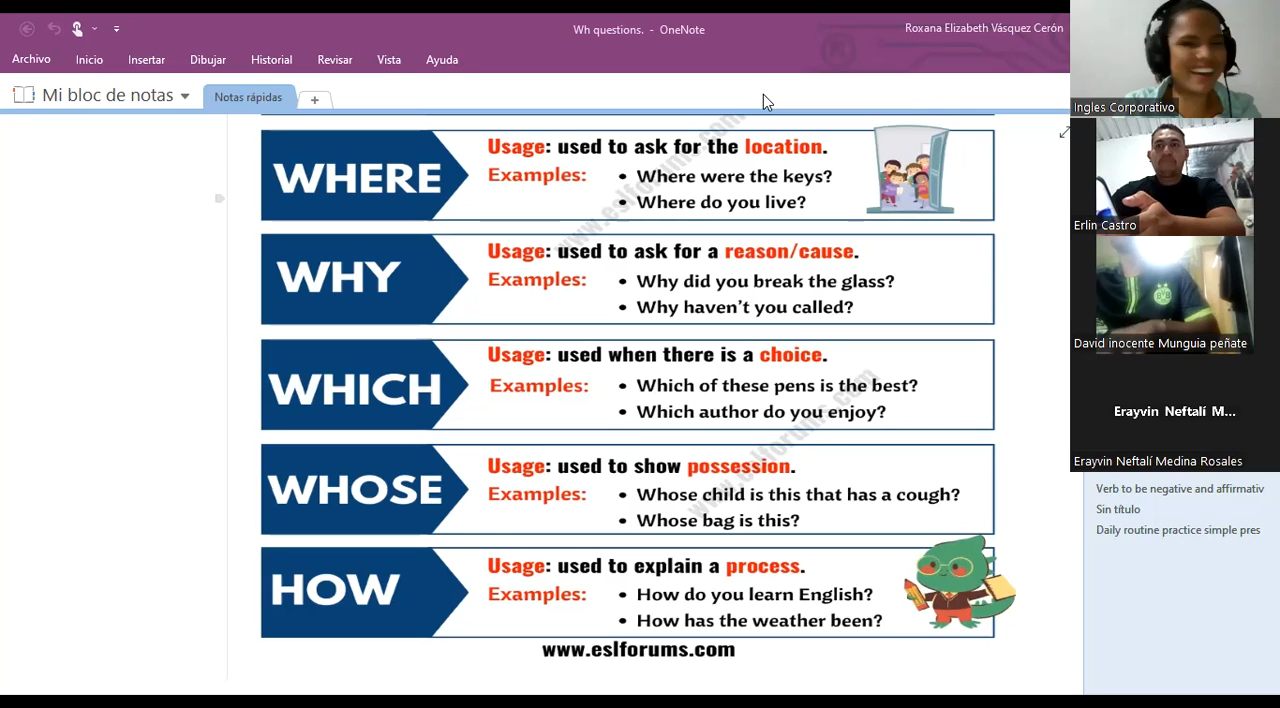 Wh questions. - OneNote
Roxana Elizabeth Vásquez Cerón
Archivo Inicio Insertar Dibujar Historial Revisar Vista Ayuda
Mi bloc de notas
Notas rápidas
+
WHERE
Usage: used to ask for the location.
Examples:
• Where were the keys?
• Where do you live?
WHY
Usage: used to ask for a reason/cause.
Examples:
• Why did you break the glass?
• Why haven't you called?
WHICH
Usage: used when there is a choice.
Examples:
• Which of these pens is the best?
• Which author do you enjoy?
WHOSE
Usage: used to show possession.
Examples:
• Whose child is this that has a cough?
• Whose bag is this?
HOW
Usage: used to explain a process.
Examples:
• How do you learn English?
• How has the weather been?
www.eslforums.com
www.eslforums.com
www.eslforums.com
Ingles Corporativo
Erlin Castro
BVB
David inocente Munguia peñate
Erayvin Neftalí M...
Erayvin Neftalí Medina Rosales
Verb to be negative and affirmativ
Sin título
Daily routine practice simple pres